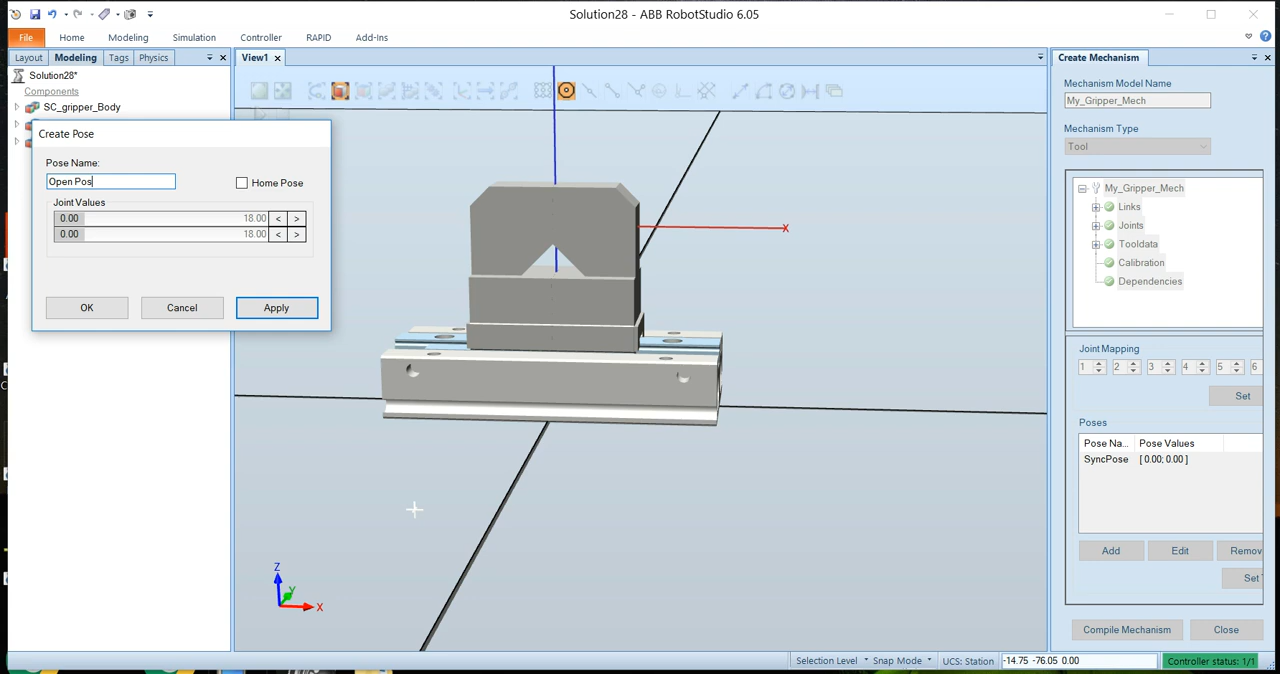 Solution28 - ABB RobotStudio 6.05
File Home Modeling Simulation Controller RAPID Add-Ins
Layout Modeling Tags Physics
View1
Create Mechanism
Solution28*
Components
SC_gripper_Body
Create Pose
Pose Name:
Open Pos
Home Pose
Joint Values
0.00 18.00 < >
0.00 18.00 < >
OK Cancel Apply
X
Z
Y
X
Mechanism Model Name
My_Gripper_Mech
Mechanism Type
Tool
My_Gripper_Mech
Links
Joints
Tooldata
Calibration
Dependencies
Joint Mapping
1 2 3 4 5 6
Set
Poses
Pose Na... Pose Values
SyncPose [ 0.00; 0.00 ]
Add Edit Remov
Set
Compile Mechanism Close
Selection Level Snap Mode UCS: Station -14.75 -76.05 0.00 Controller status: 1/1